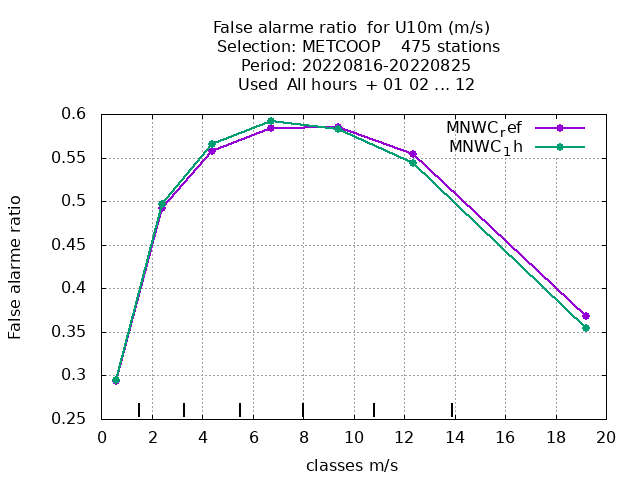 False alarme ratio  for U10m (m/s)
Selection: METCOOP    475 stations
Period: 20220816-20220825
Used  All hours  + 01 02 ... 12
0.6
0.55
0.5
0.45
0.4
0.35
0.3
0.25
False alarme ratio
MNWC_ref
MNWC_1h
0 2 4 6 8 10 12 14 16 18 20
classes m/s